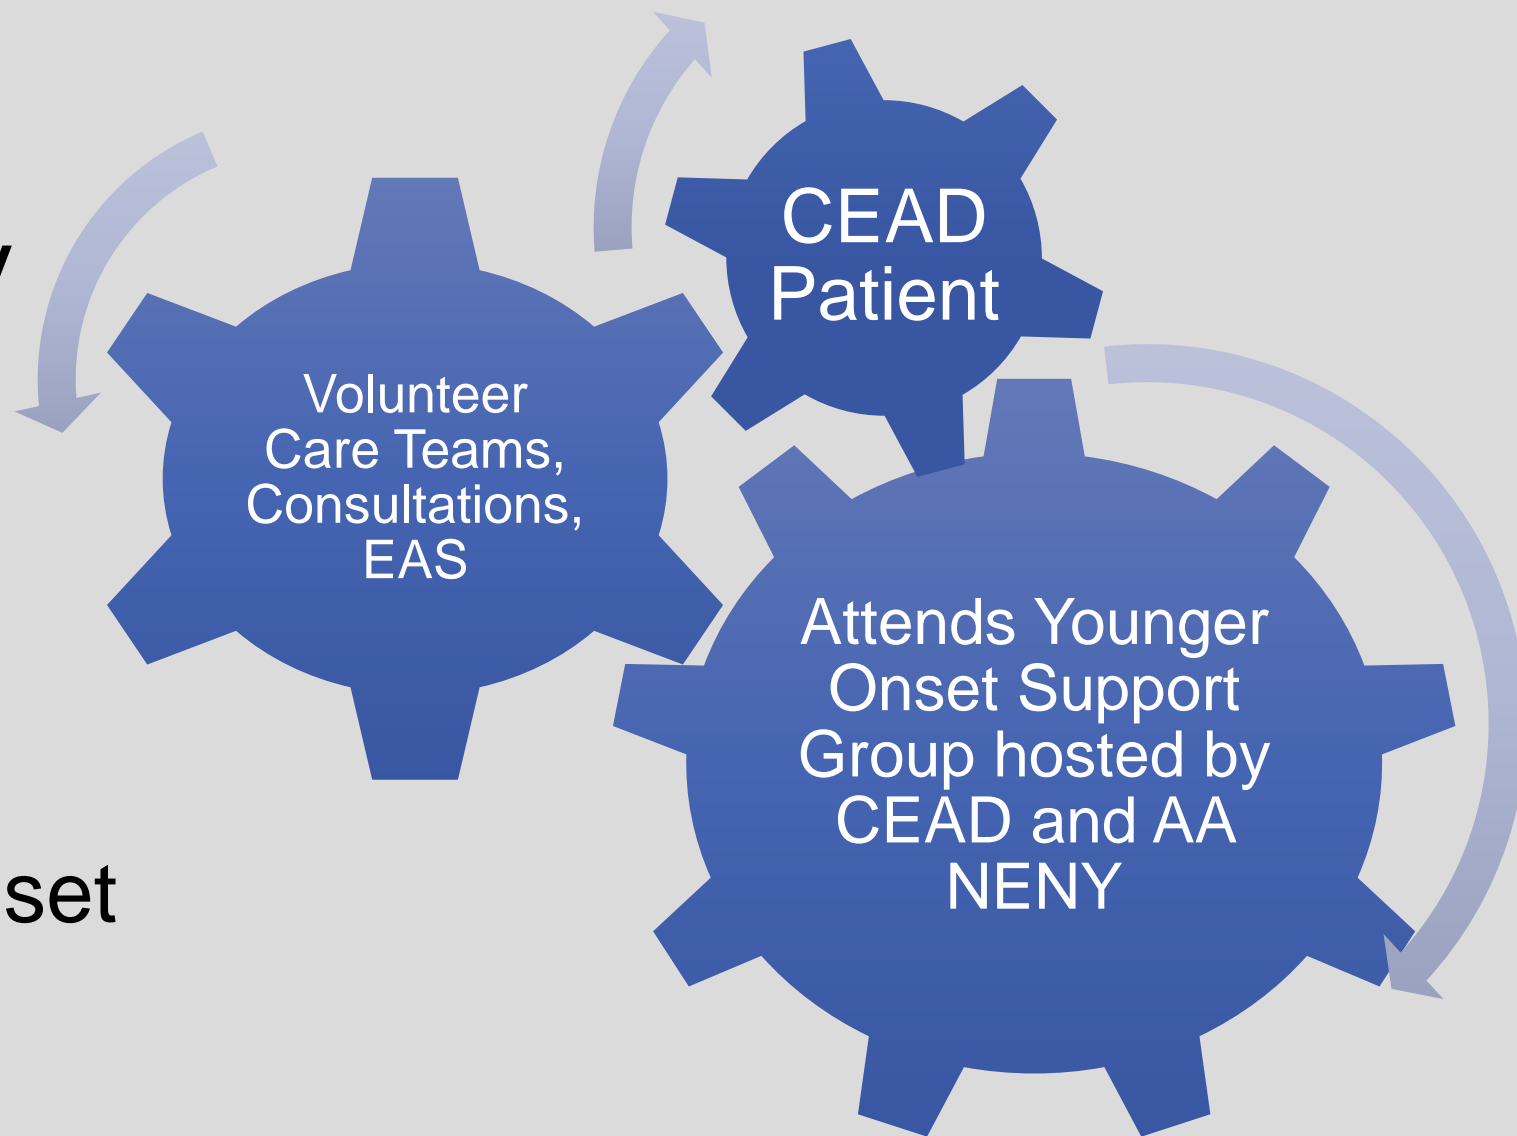 CEAD
Patient
y
Volunteer
Care Teams,
Consultations,
EAS
Attends Younger
Onset Support
Group hosted by
CEAD and AA
NENY
set